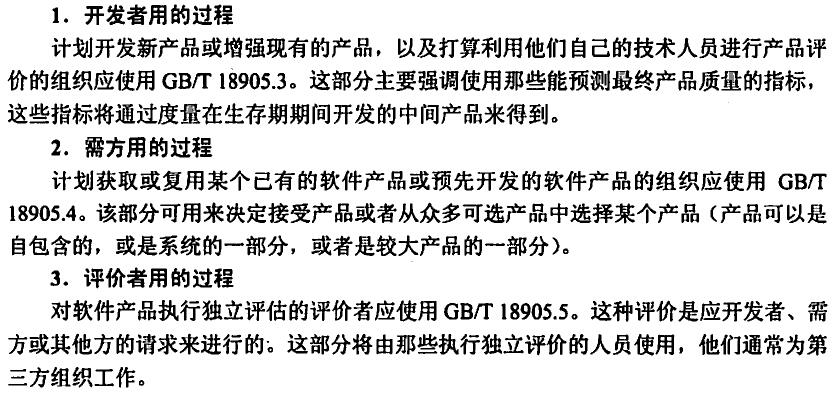 1．开发者用的过程
计划开发新产品或增强现有的产品，以及打算利用他们自己的技术人员进行产品评
价的组织应使用 GB/T 18905.3。这部分主要强调使用那些能预测最终产品质量的指标，
这些指标将通过度量在生存期期间开发的中间产品来得到。
2．需方用的过程
计划获取或复用某个已有的软件产品或预先开发的软件产品的组织应使用 GB/T
18905.4。该部分可用来决定接受产品或者从众多可选产品中选择某个产品（产品可以是
自包含的，或是系统的一部分，或者是较大产品的一部分）。
3．评价者用的过程
对软件产品执行独立评估的评价者应使用 GB/T 18905.5。这种评价是应开发者、需
方或其他方的请求来进行的。这部分将由那些执行独立评价的人员使用，他们通常为第
三方组织工作。